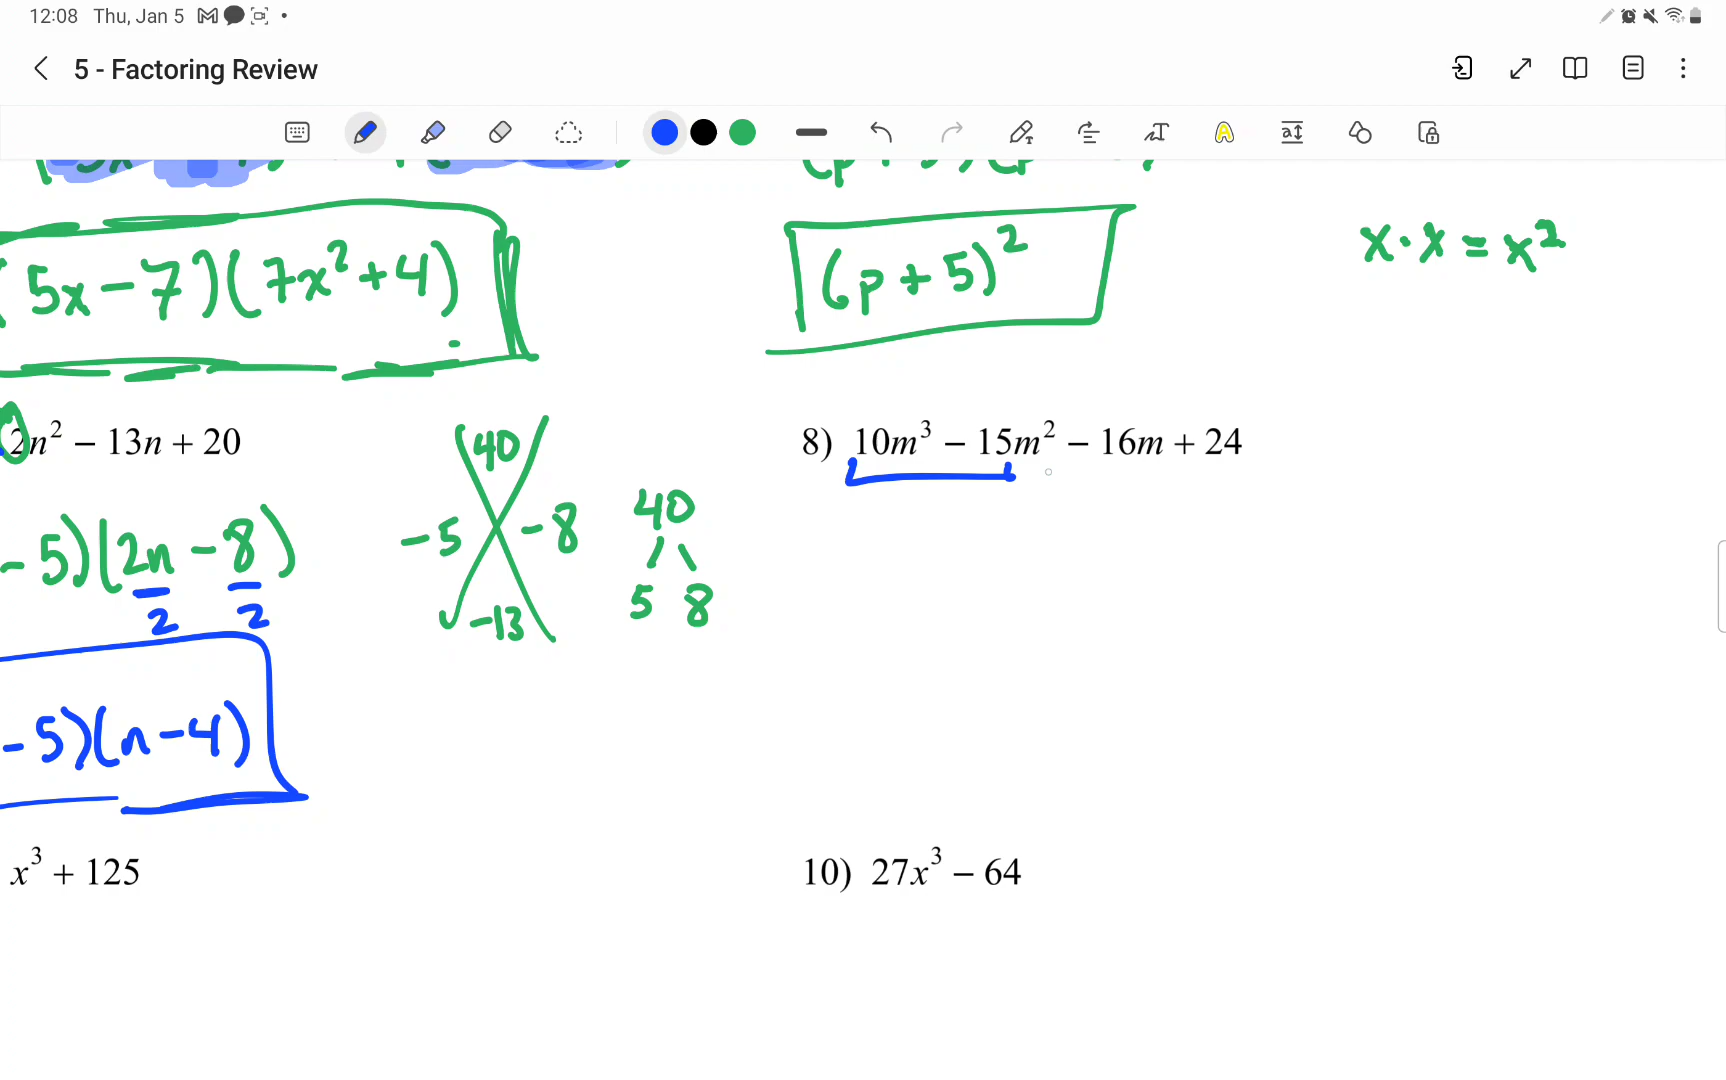 12:08 Thu, Jan 5
5 - Factoring Review
5x - 7)(7x² + 4)
(p + 5)²
x · x = x²
2n² − 13n + 20
40
-5 -8
-13
40
5 8
- 5)(2n - 8)
2 2
- 5)(n - 4)
8) 10m³ − 15m² − 16m + 24
x³ + 125
10) 27x³ − 64